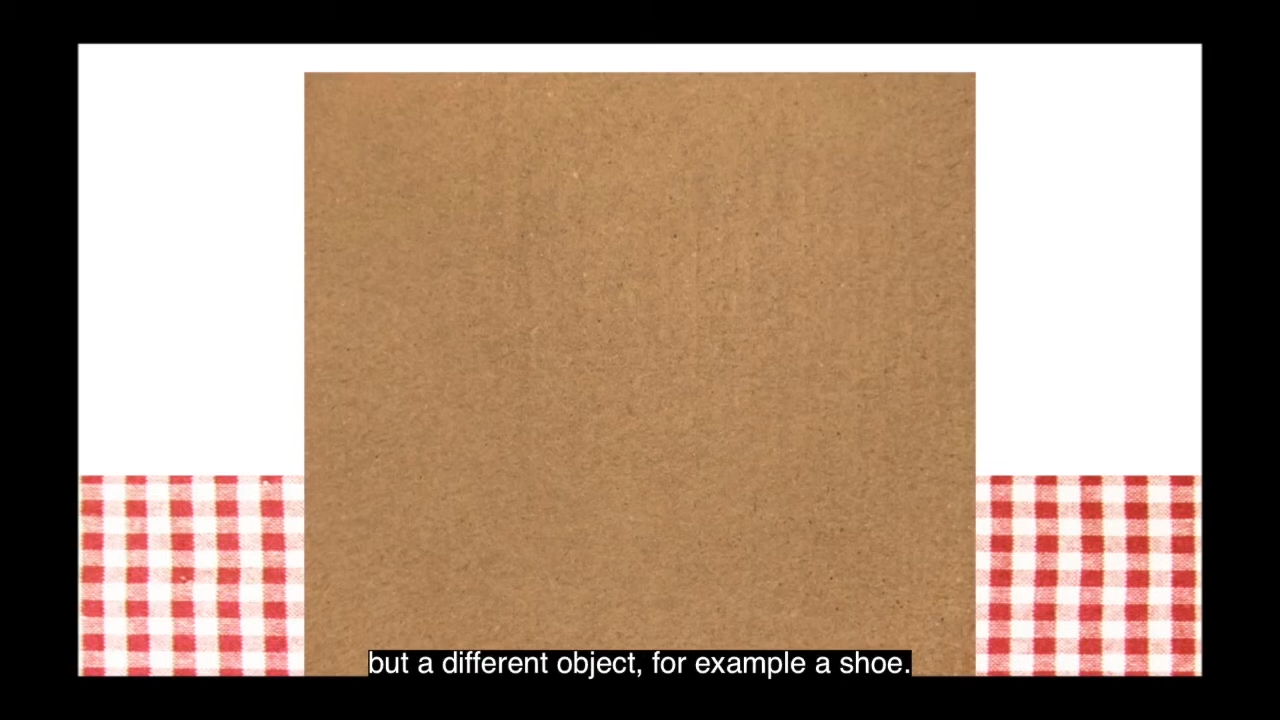 but a different object, for example a shoe.